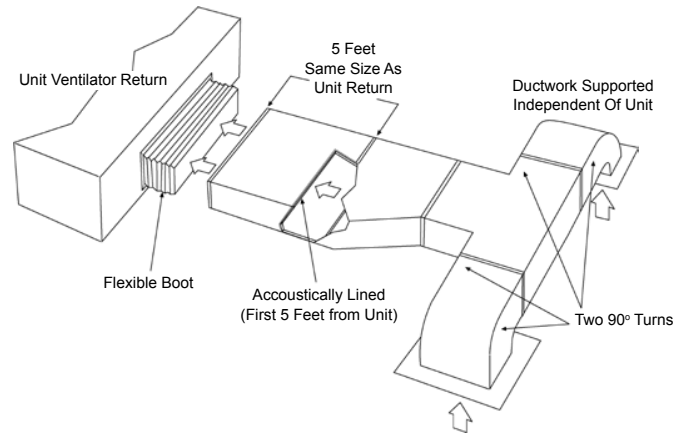 5 Feet
Same Size As
Unit Return
Unit Ventilator Return
Ductwork Supported
Independent Of Unit
Flexible Boot
Accoustically Lined
(First 5 Feet from Unit)
Two 90º Turns